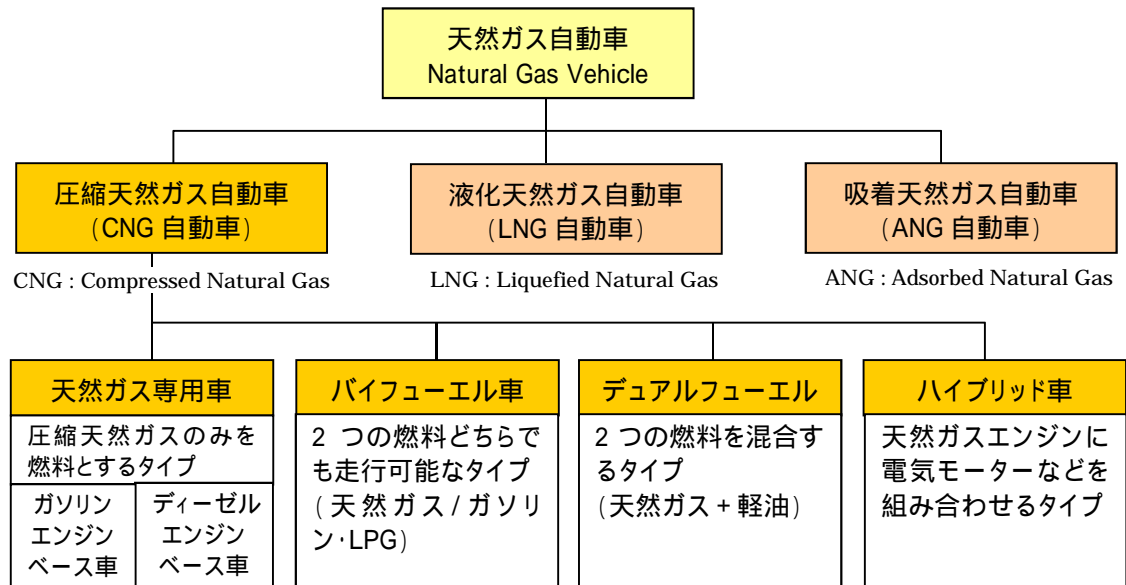 天然ガス自動車
Natural Gas Vehicle
圧縮天然ガス自動車
(CNG 自動車)
液化天然ガス自動車
(LNG 自動車)
吸着天然ガス自動車
(ANG 自動車)
CNG : Compressed Natural Gas
LNG : Liquefied Natural Gas
ANG : Adsorbed Natural Gas
天然ガス専用車
圧縮天然ガスのみを
燃料とするタイプ
ガソリン
エンジン
ベース車
ディーゼル
エンジン
ベース車
バイフューエル車
2 つの燃料どちらで
も走行可能なタイプ
(天然ガス/ガソリ
ン・LPG)
デュアルフューエル
2 つの燃料を混合す
るタイプ
(天然ガス+軽油)
ハイブリッド車
天然ガスエンジンに
電気モーターなどを
組み合わせるタイプ